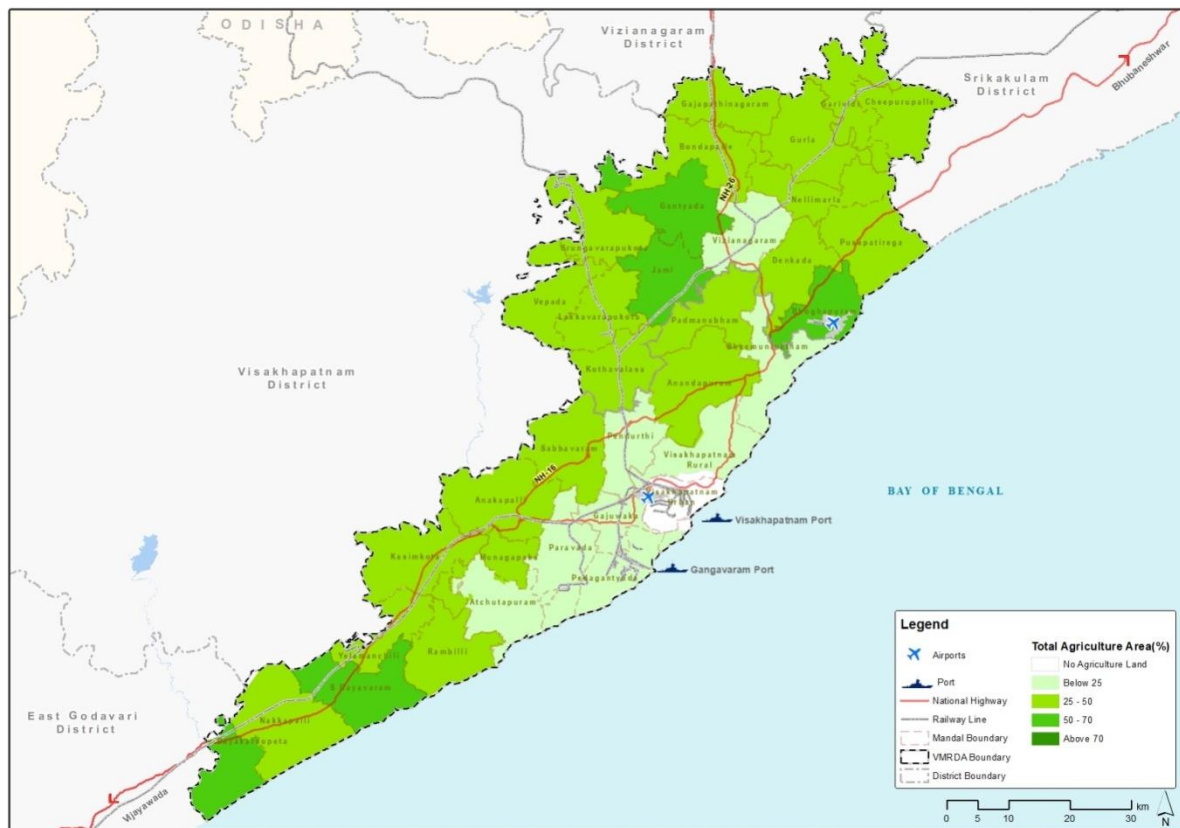 ODISHA
Vizianagaram
District
Srikakulam
District
Bhubaneshwar
Gajapathinagaram
Garividi
Cheepurupalle
Gurla
Bondapalle
NH-26
Nellimarla
Gantyada
Vizianagaram
Pusapatirega
Srungavarapukota
Denkada
Jami
Vepada
Lakkavarapukota
Padmanabham
Kothavalasa
Anandapuram
Visakhapatnam
District
Pendurthi
Sabbavaram
Visakhapatnam
Rural
NH-16
Anakapalli
Visakhapatnam
Gajuwaka
BAY OF BENGAL
Visakhapatnam Port
Paravada
Kasimkota
Munagapaka
Pedagantyada
Gangavaram Port
Atchutapuram
Rambilli
S Rayavaram
East Godavari
District
Nakkapalli
Vijayawada
Legend
Airports
Port
National Highway
Railway Line
Mandal Boundary
VMRDA Boundary
District Boundary
Total Agriculture Area(%)
No Agriculture Land
Below 25
25 - 50
50 - 70
Above 70
0 5 10 20 30 km
N